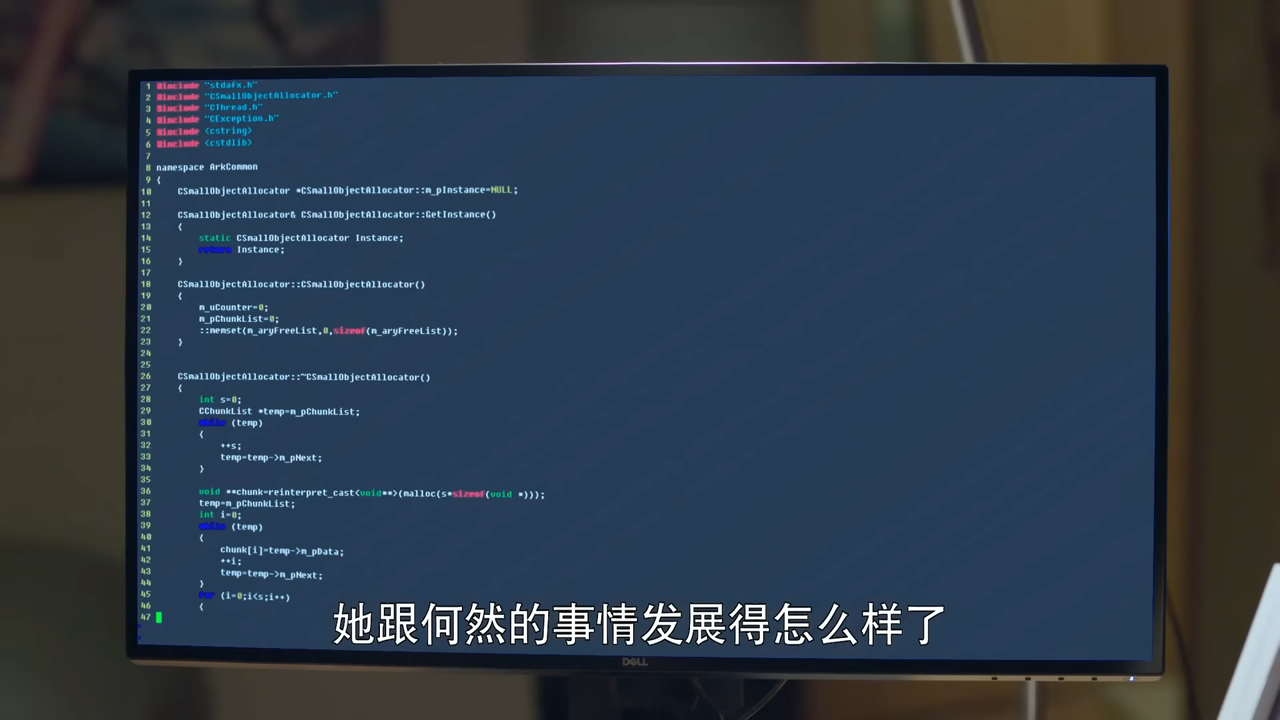 1 #include "stdafx.h"
2 #include "CSmallObjectAllocator.h"
3 #include "CThread.h"
4 #include "CException.h"
5 #include <cstring>
6 #include <cstdlib>
7
8 namespace ArkCommon
9 {
10 CSmallObjectAllocator *CSmallObjectAllocator::m_pInstance=NULL;
11
12 CSmallObjectAllocator& CSmallObjectAllocator::GetInstance()
13 {
14 static CSmallObjectAllocator Instance;
15 return Instance;
16 }
17
18 CSmallObjectAllocator::CSmallObjectAllocator()
19 {
20 m_uCounter=0;
21 m_pChunkList=0;
22 ::memset(m_aryFreeList,0,sizeof(m_aryFreeList));
23 }
24
25
26 CSmallObjectAllocator::~CSmallObjectAllocator()
27 {
28 int s=0;
29 CChunkList *temp=m_pChunkList;
30 while (temp)
31 {
32 ++s;
33 temp=temp->m_pNext;
34 }
35
36 void **chunk=reinterpret_cast<void**>(malloc(s*sizeof(void *)));
37 temp=m_pChunkList;
38 int i=0;
39 while (temp)
40 {
41 chunk[i]=temp->m_pData;
42 ++i;
43 temp=temp->m_pNext;
44 }
45 for (i=0;i<s;i++)
46 {
47
她跟何然的事情发展得怎么样了
DELL